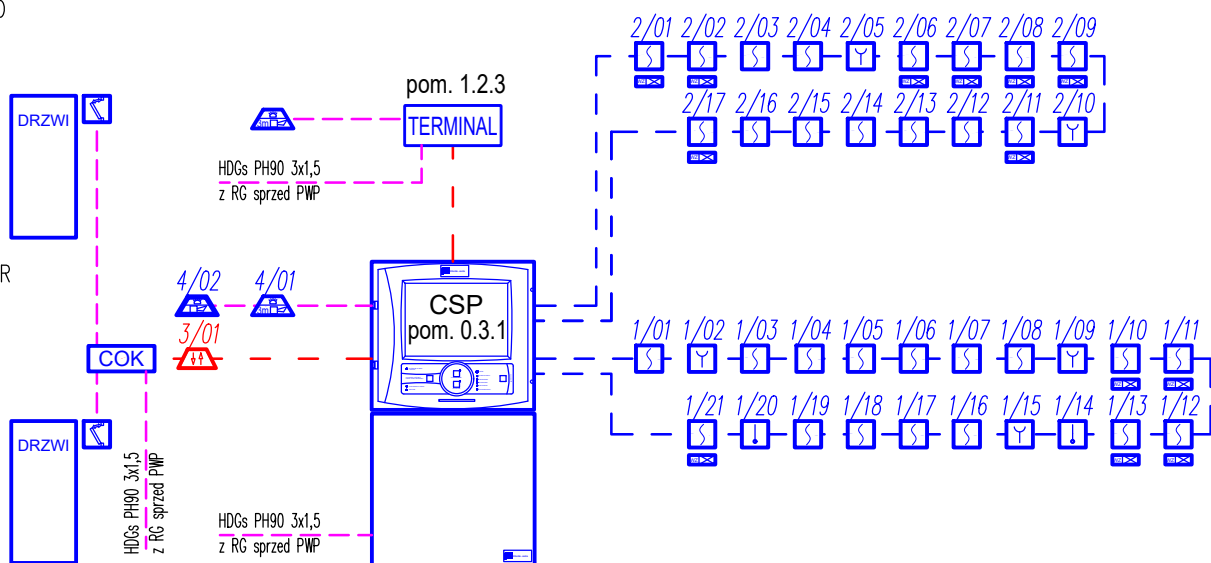 O
2/01 2/02 2/03 2/04 2/05 2/06 2/07 2/08 2/09
pom. 1.2.3
TERMINAL
DRZWI
3m
2/17 2/16 2/15 2/14 2/13 2/12 2/11 2/10
HDGs PH90 3x1,5
z RG sprzed PWP
R
4/02 4/01
3m
CSP
pom. 0.3.1
3/01
COK
1/01 1/02 1/03 1/04 1/05 1/06 1/07 1/08 1/09 1/10 1/11
1/21 1/20 1/19 1/18 1/17 1/16 1/15 1/14 1/13 1/12
DRZWI
HDGs PH90 3x1,5
z RG sprzed PWP
HDGs PH90 3x1,5
z RG sprzed PWP